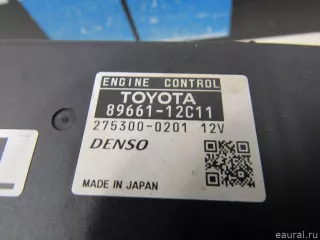 ENGINE CONTROL
TOYOTA
89661-12C11
275300-0201 12V
DENSO
MADE IN JAPAN
© eaural.ru